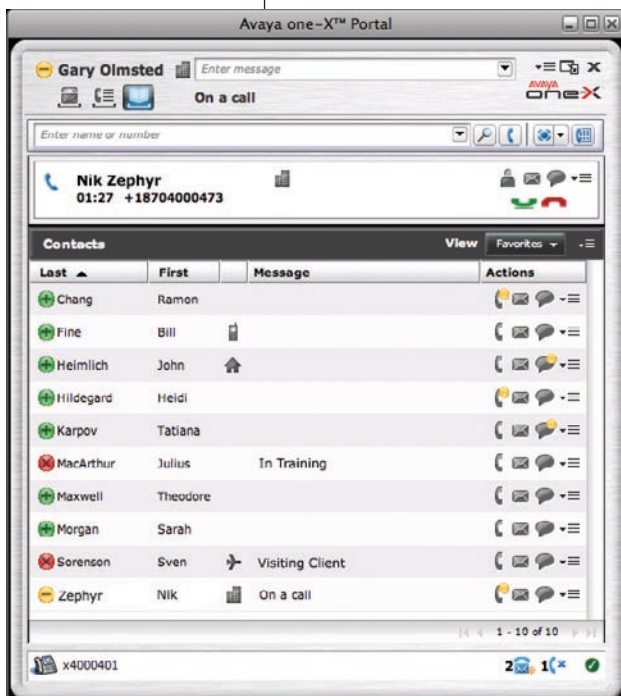 Avaya one-X™ Portal
Gary Olmsted Enter message
AVAYA
one-X
On a call
Enter name or number
Nik Zephyr
01:27 +18704000473
Contacts View Favorites
Last First Message Actions
Chang Ramon
Fine Bill
Heimlich John
Hildegard Heidi
Karpov Tatiana
MacArthur Julius In Training
Maxwell Theodore
Morgan Sarah
Sorenson Sven Visiting Client
Zephyr Nik On a call
1 - 10 of 10
x4000401 2 1